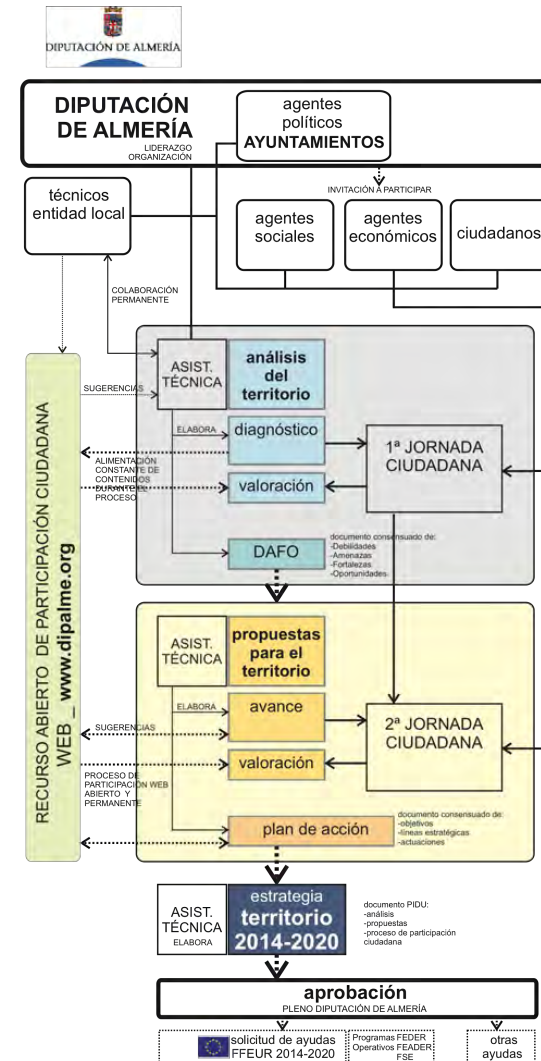 DIPUTACIÓN DE ALMERÍA
DIPUTACIÓN
DE ALMERÍA
LIDERAZGO
ORGANIZACIÓN
agentes
políticos
AYUNTAMIENTOS
INVITACIÓN A PARTICIPAR
técnicos
entidad local
agentes
sociales
agentes
económicos
ciudadanos
COLABORACIÓN
PERMANENTE
RECURSO ABIERTO DE PARTICIPACIÓN CIUDADANA
WEB _ www.dipalme.org
ASIST.
TÉCNICA
análisis
del
territorio
SUGERENCIAS
ELABORA
diagnóstico
1ª JORNADA
CIUDADANA
ALIMENTACIÓN
CONSTANTE DE
CONTENIDOS
DURANTE EL
PROCESO
valoración
DAFO
documento consensuado de:
-Debilidades
-Amenazas
-Fortalezas
-Oportunidades
ASIST.
TÉCNICA
propuestas
para el
territorio
ELABORA
avance
SUGERENCIAS
2ª JORNADA
CIUDADANA
valoración
PROCESO DE
PARTICIPACIÓN WEB
ABIERTO Y
PERMANENTE
plan de acción
documento consensuado de:
-objetivos
-líneas estratégicas
-actuaciones
ASIST.
TÉCNICA
ELABORA
estrategia
territorio
2014-2020
documento PIDU:
-análisis
-propuestas
-proceso de participación
ciudadana
aprobación
PLENO DIPUTACIÓN DE ALMERÍA
solicitud de ayudas
FFEUR 2014-2020
Programas FEDER
Operativos FEADER
FSE
otras
ayudas